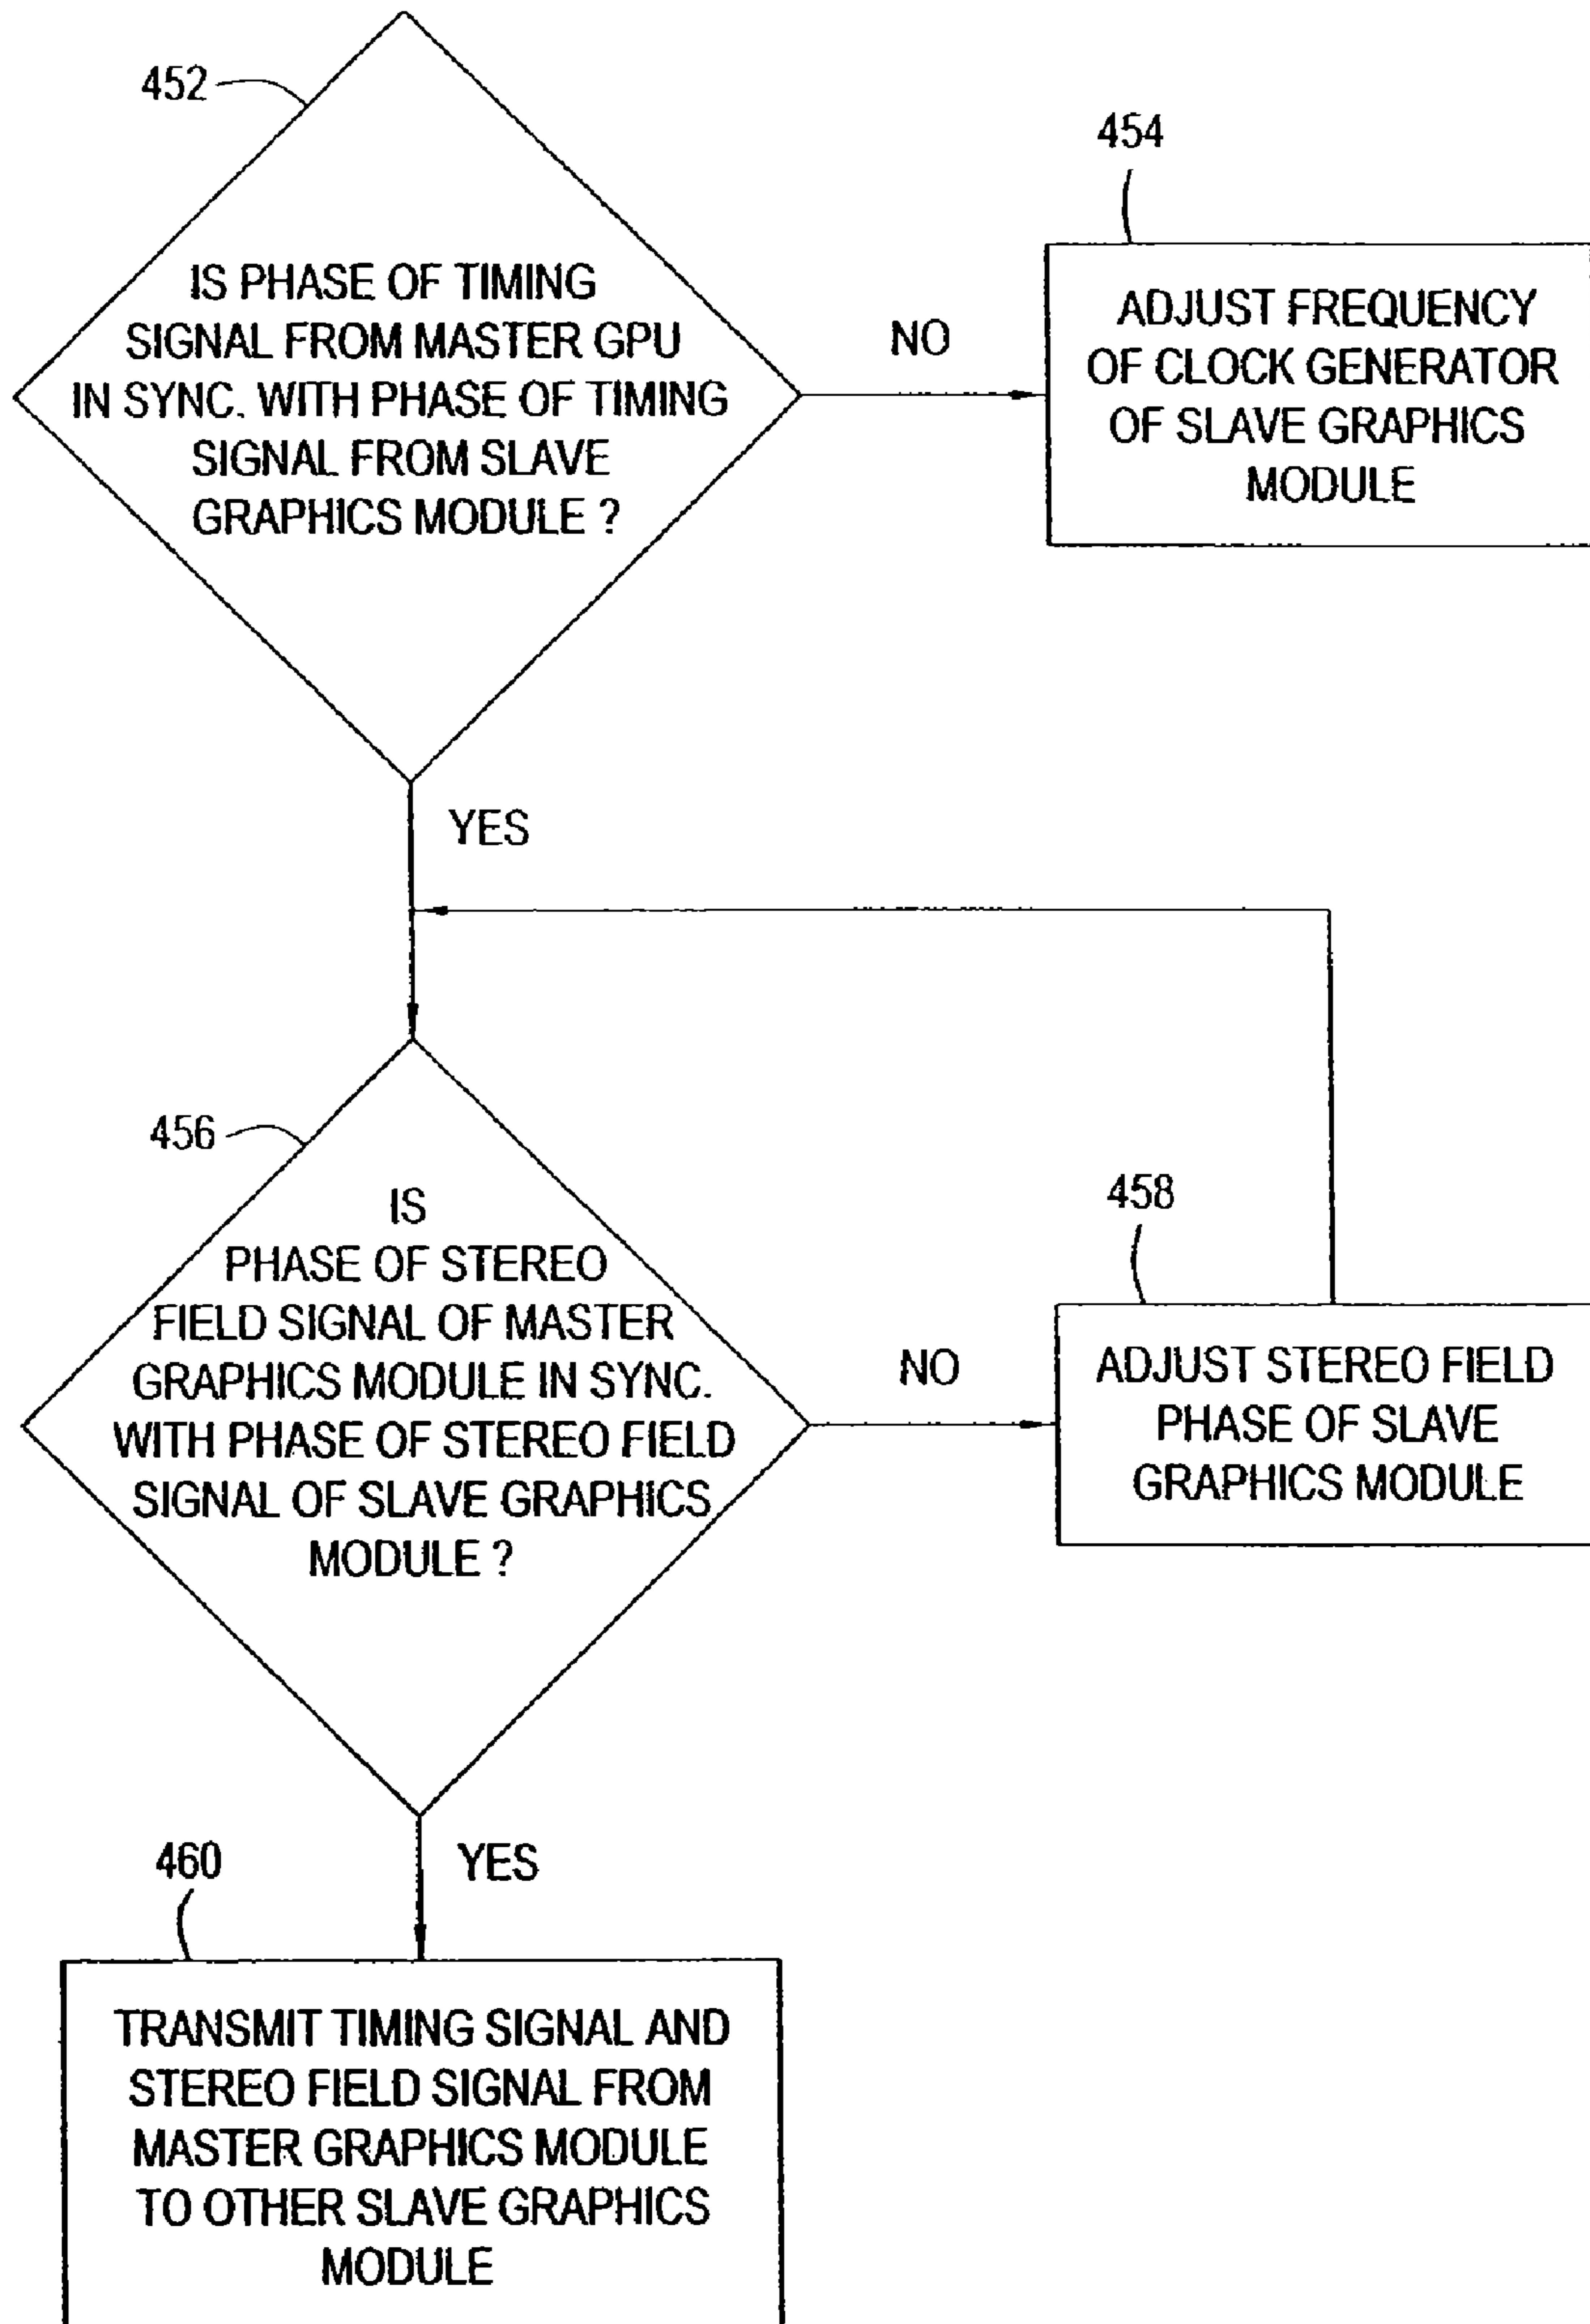 452
IS PHASE OF TIMING
SIGNAL FROM MASTER GPU
IN SYNC. WITH PHASE OF TIMING
SIGNAL FROM SLAVE
GRAPHICS MODULE ?
NO
454
ADJUST FREQUENCY
OF CLOCK GENERATOR
OF SLAVE GRAPHICS
MODULE
YES
456
IS
PHASE OF STEREO
FIELD SIGNAL OF MASTER
GRAPHICS MODULE IN SYNC.
WITH PHASE OF STEREO FIELD
SIGNAL OF SLAVE GRAPHICS
MODULE ?
NO
458
ADJUST STEREO FIELD
PHASE OF SLAVE
GRAPHICS MODULE
YES
460
TRANSMIT TIMING SIGNAL AND
STEREO FIELD SIGNAL FROM
MASTER GRAPHICS MODULE
TO OTHER SLAVE GRAPHICS
MODULE